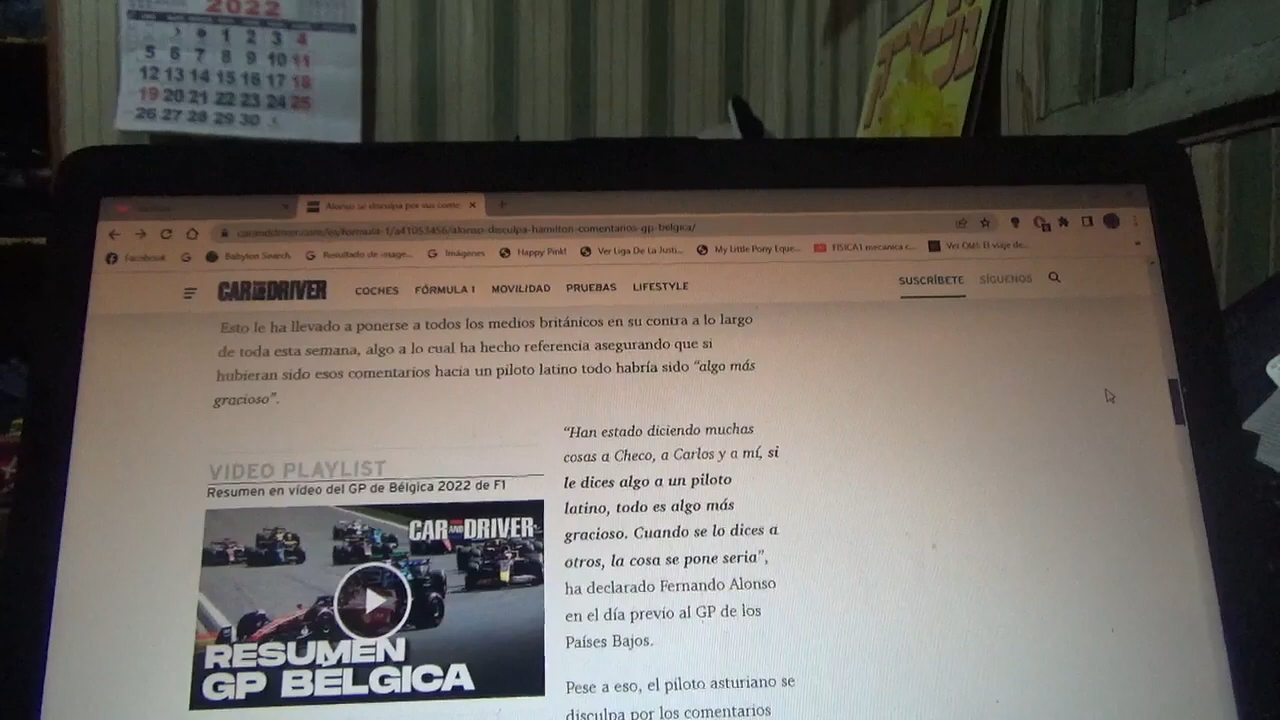 2022
1 2 3 4
5 6 7 8 9 10 11
12 13 14 15 16 17 18
19 20 21 22 23 24 25
26 27 28 29 30
Alonso se disculpa por sus come
caranddriver.com/es/formula-1/a41053456/alonso-disculpa-hamilton-comentarios-gp-belgica/
Facebook Babylon Search Resultado de image... Imágenes Happy Pink! Ver Liga De La Justi... My Little Pony Eque... FISICA1 mecanica c... Ver El viaje de...
CAR AND DRIVER COCHES FÓRMULA 1 MOVILIDAD PRUEBAS LIFESTYLE SUSCRÍBETE SÍGUENOS
Esto le ha llevado a ponerse a todos los medios británicos en su contra a lo largo
de toda esta semana, algo a lo cual ha hecho referencia asegurando que si
hubieran sido esos comentarios hacia un piloto latino todo habría sido “algo más
gracioso”.
VIDEO PLAYLIST
Resumen en vídeo del GP de Bélgica 2022 de F1
CAR AND DRIVER
RESUMEN
GP BÉLGICA
“Han estado diciendo muchas
cosas a Checo, a Carlos y a mí, si
le dices algo a un piloto
latino, todo es algo más
gracioso. Cuando se lo dices a
otros, la cosa se pone seria”,
ha declarado Fernando Alonso
en el día previo al GP de los
Países Bajos.
Pese a eso, el piloto asturiano se
disculpa por los comentarios